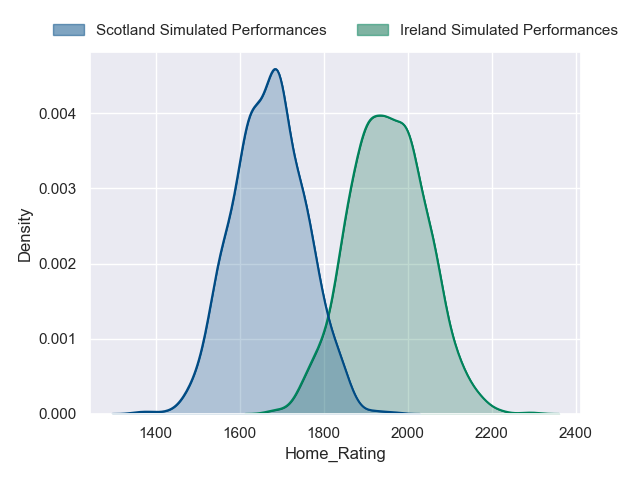 Scotland Simulated Performances Ireland Simulated Performances
0.004
0.003
0.002
0.001
0.000
Density
1400 1600 1800 2000 2200 2400
Home_Rating